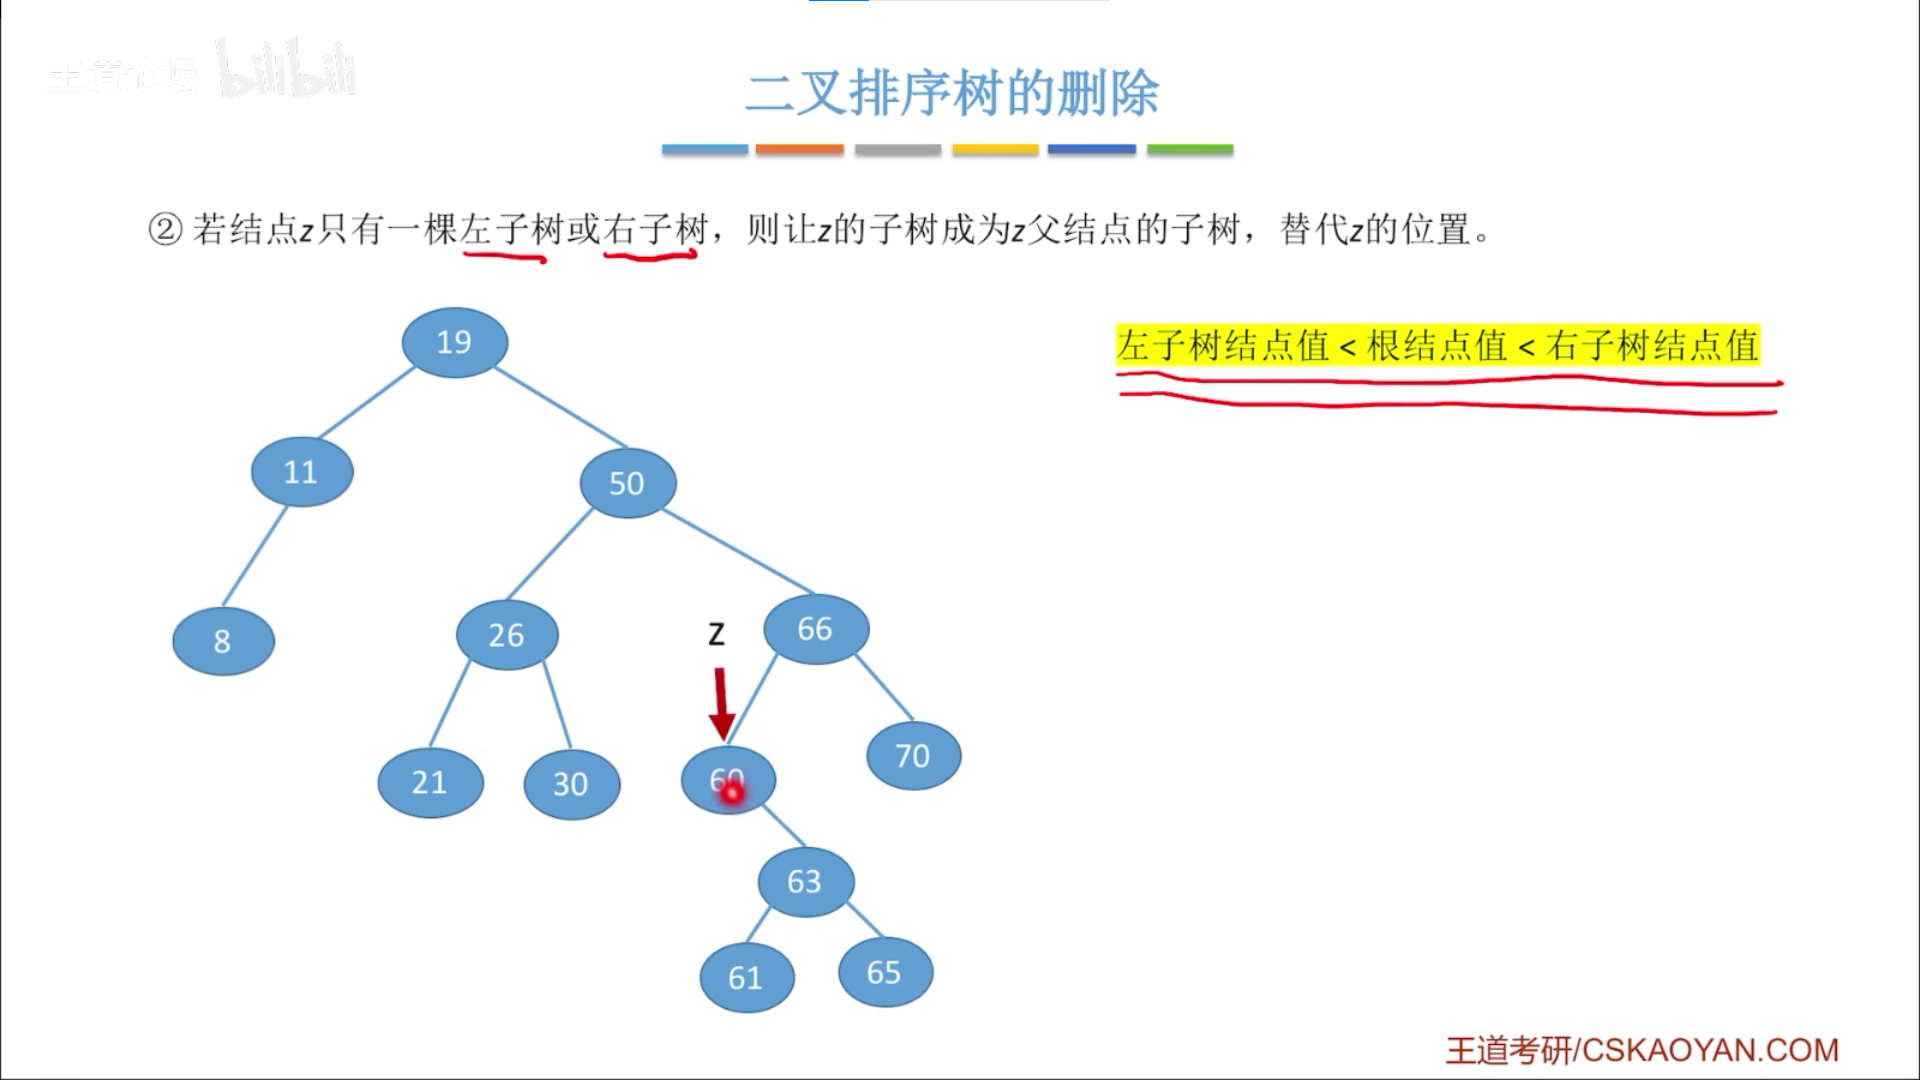 王道论坛 bilibili
二叉排序树的删除
② 若结点z只有一棵左子树或右子树，则让z的子树成为z父结点的子树，替代z的位置。
左子树结点值 < 根结点值 < 右子树结点值
19
11
50
8
26
Z
66
21
30
60
70
63
61
65
王道考研/CSKAOYAN.COM